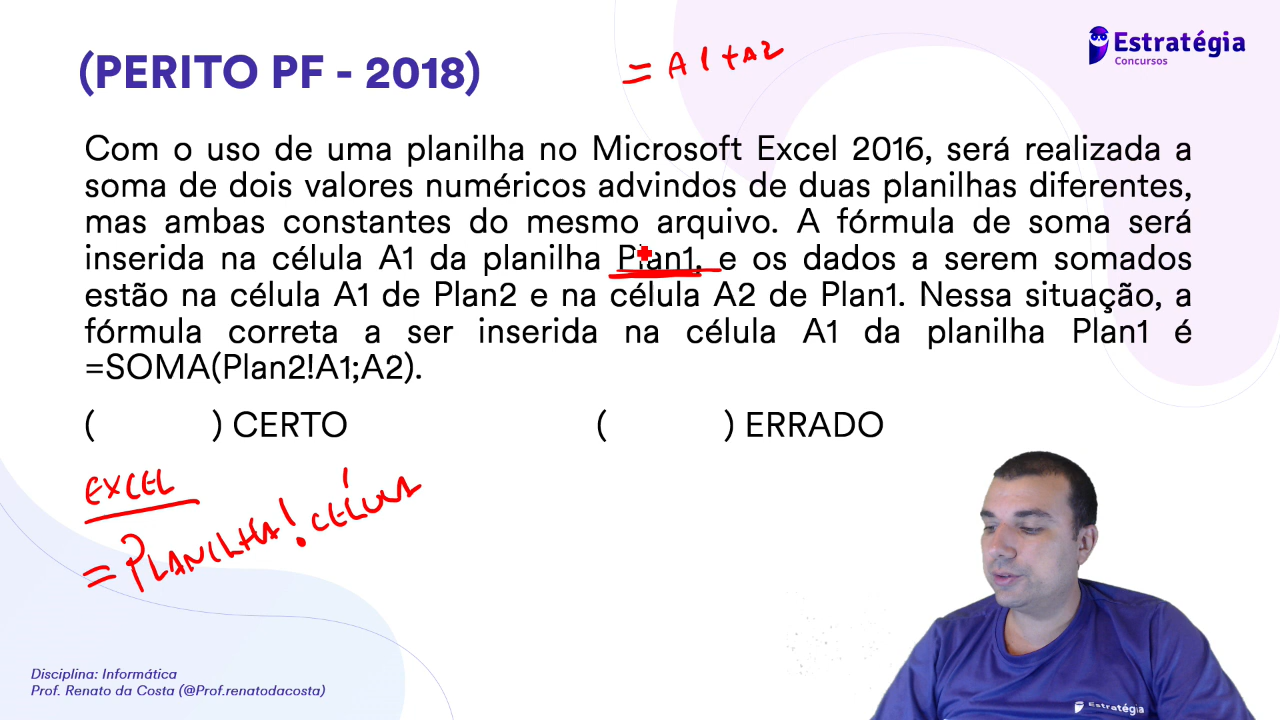 (PERITO PF - 2018)
= A1+A2
Estratégia
Concursos
Com o uso de uma planilha no Microsoft Excel 2016, será realizada a
soma de dois valores numéricos advindos de duas planilhas diferentes,
mas ambas constantes do mesmo arquivo. A fórmula de soma será
inserida na célula A1 da planilha Plan1, e os dados a serem somados
estão na célula A1 de Plan2 e na célula A2 de Plan1. Nessa situação, a
fórmula correta a ser inserida na célula A1 da planilha Plan1 é
=SOMA(Plan2!A1;A2).
( ) CERTO ( ) ERRADO
EXCEL
= PLANILHA!CÉLULA
Disciplina: Informática
Prof. Renato da Costa (@Prof.renatodacosta)
Estratégia